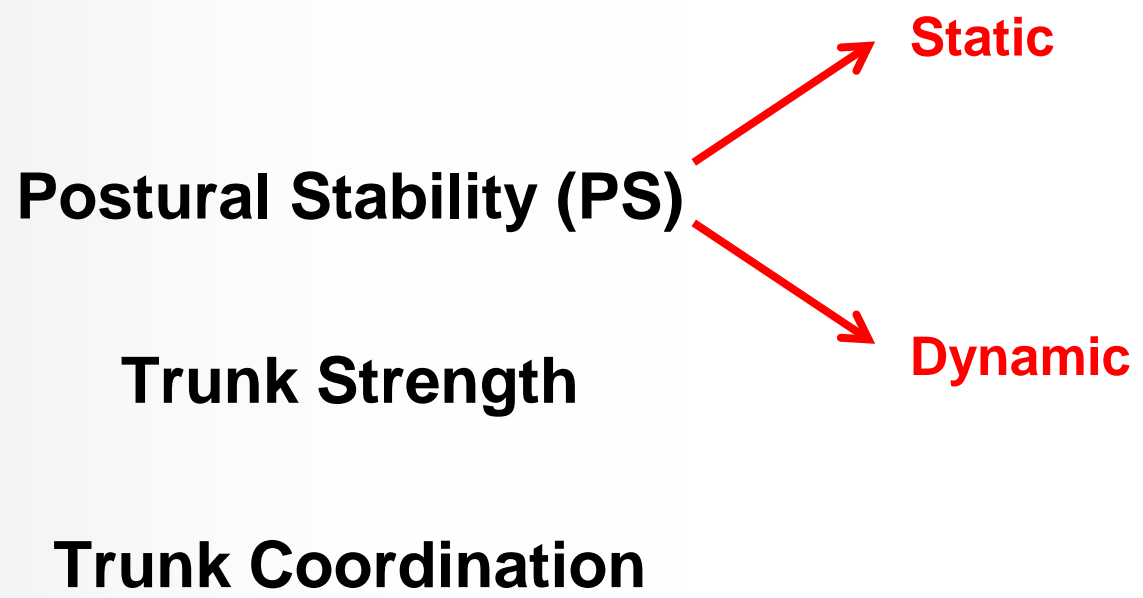 Static
Postural Stability (PS)
Dynamic
Trunk Strength
Trunk Coordination